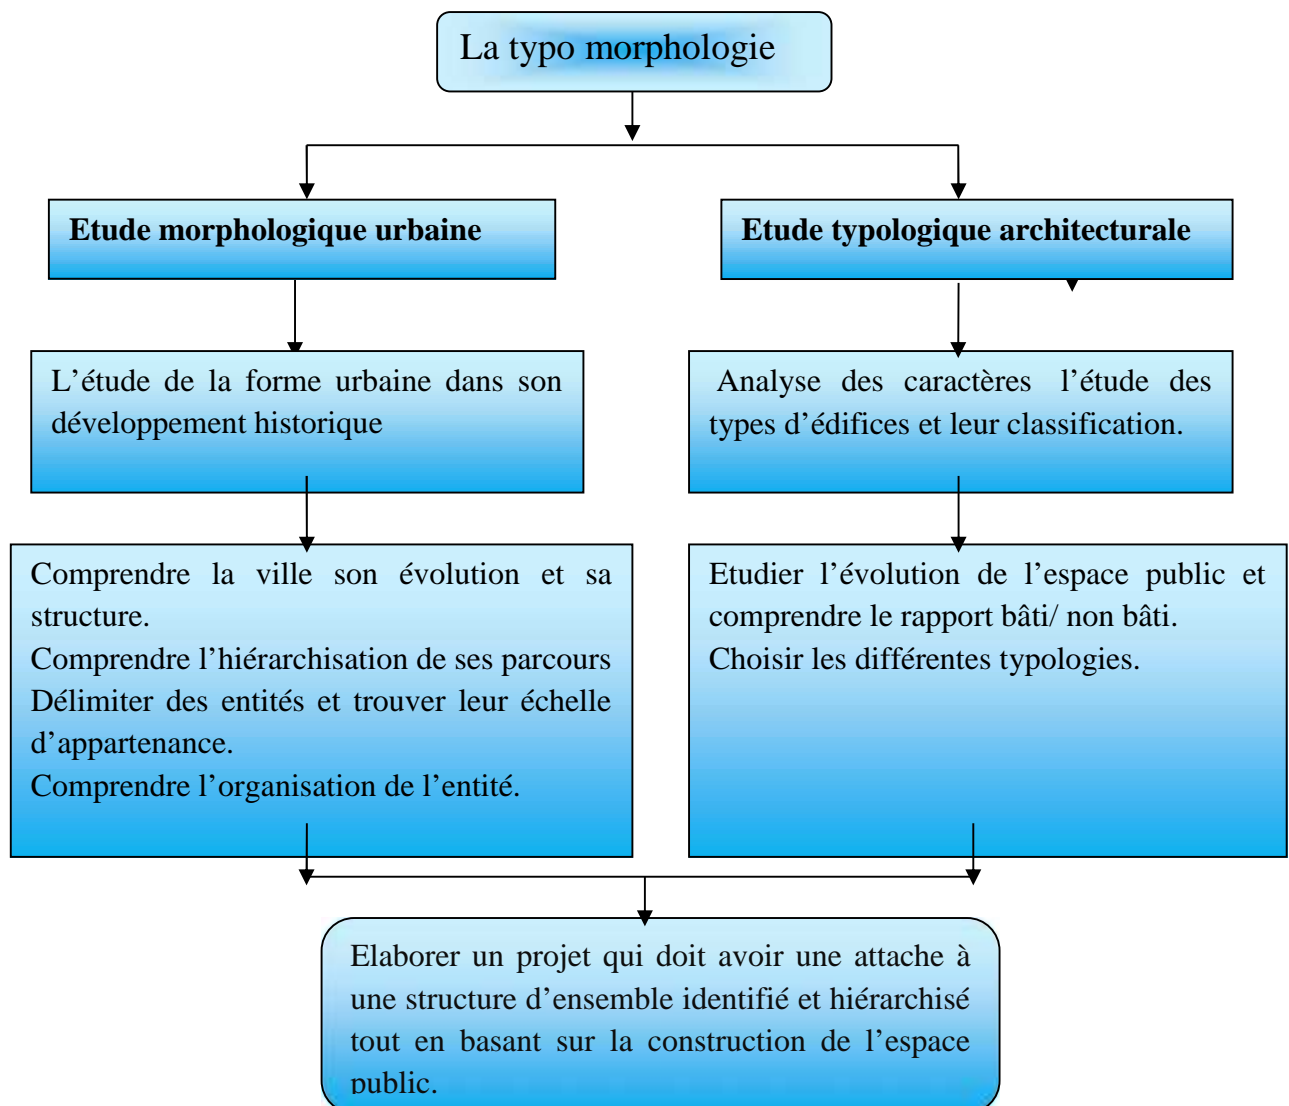 La typo morphologie
Etude morphologique urbaine
Etude typologique architecturale
L’étude de la forme urbaine dans son
développement historique
Analyse des caractères l’étude des
types d’édifices et leur classification.
Comprendre la ville son évolution et sa
structure.
Comprendre l’hiérarchisation de ses parcours
Délimiter des entités et trouver leur échelle
d’appartenance.
Comprendre l’organisation de l’entité.
Etudier l’évolution de l’espace public et
comprendre le rapport bâti/ non bâti.
Choisir les différentes typologies.
Elaborer un projet qui doit avoir une attache à
une structure d’ensemble identifié et hiérarchisé
tout en basant sur la construction de l’espace
public.